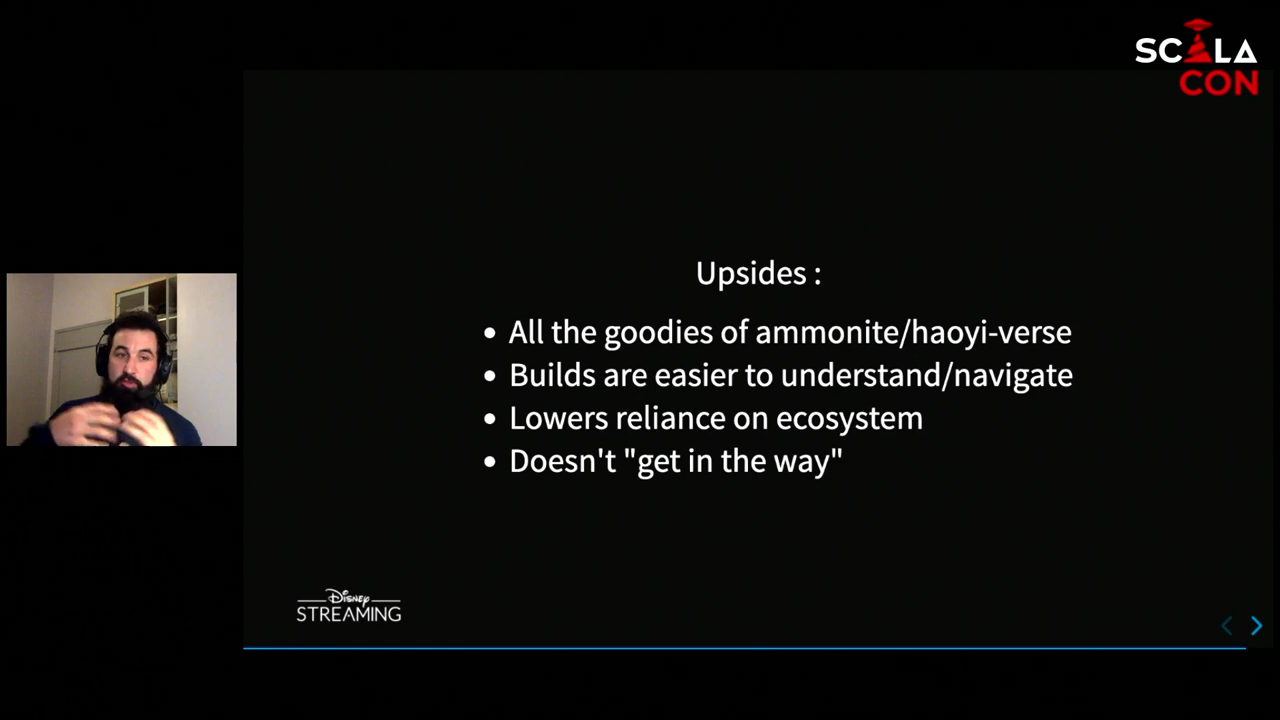 SCALA
CON
Upsides :
• All the goodies of ammonite/haoyi-verse
• Builds are easier to understand/navigate
• Lowers reliance on ecosystem
• Doesn't "get in the way"
Disney
STREAMING